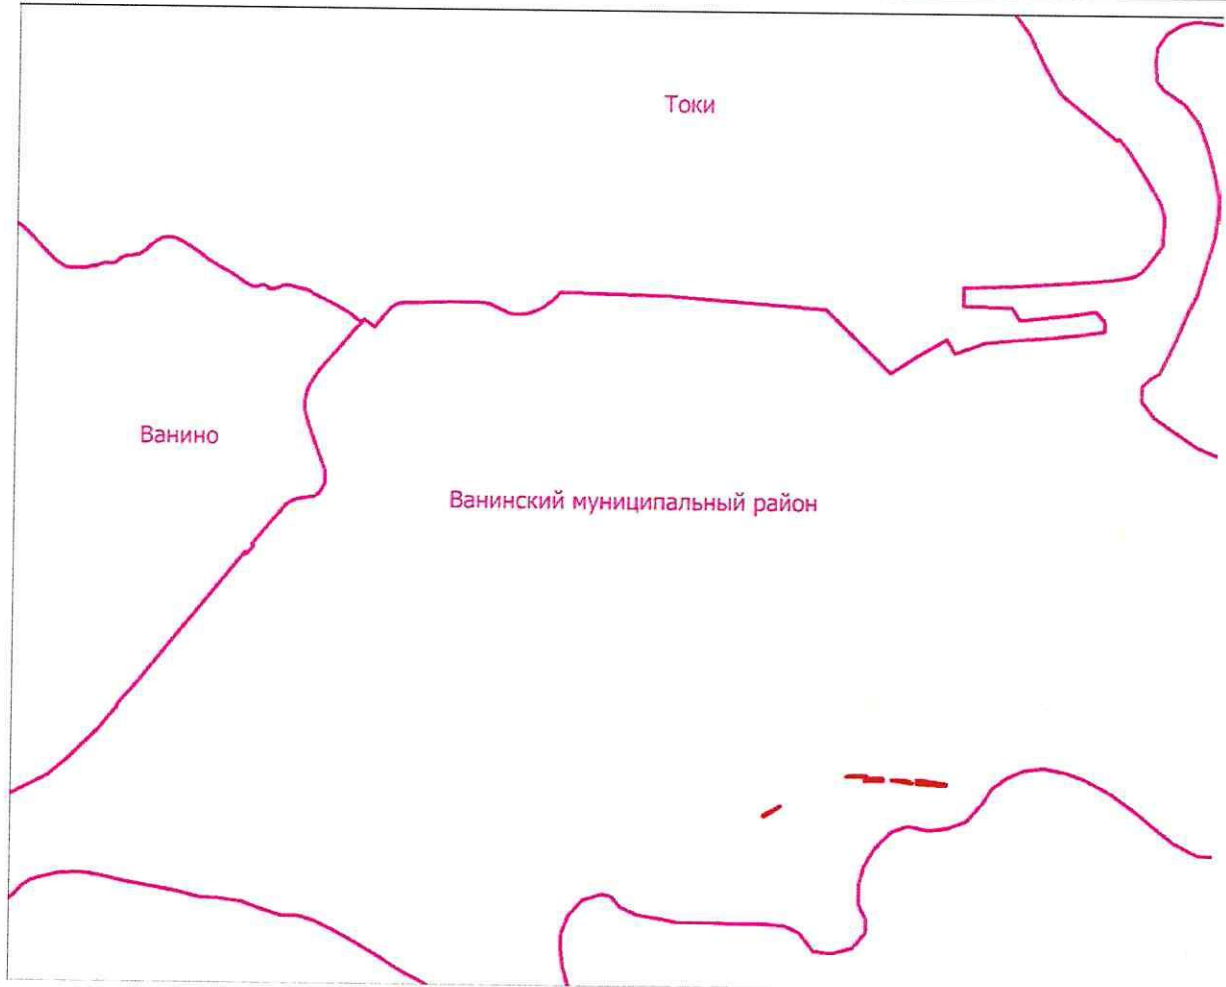 Токи
Ванино
Ванинский муниципальный район